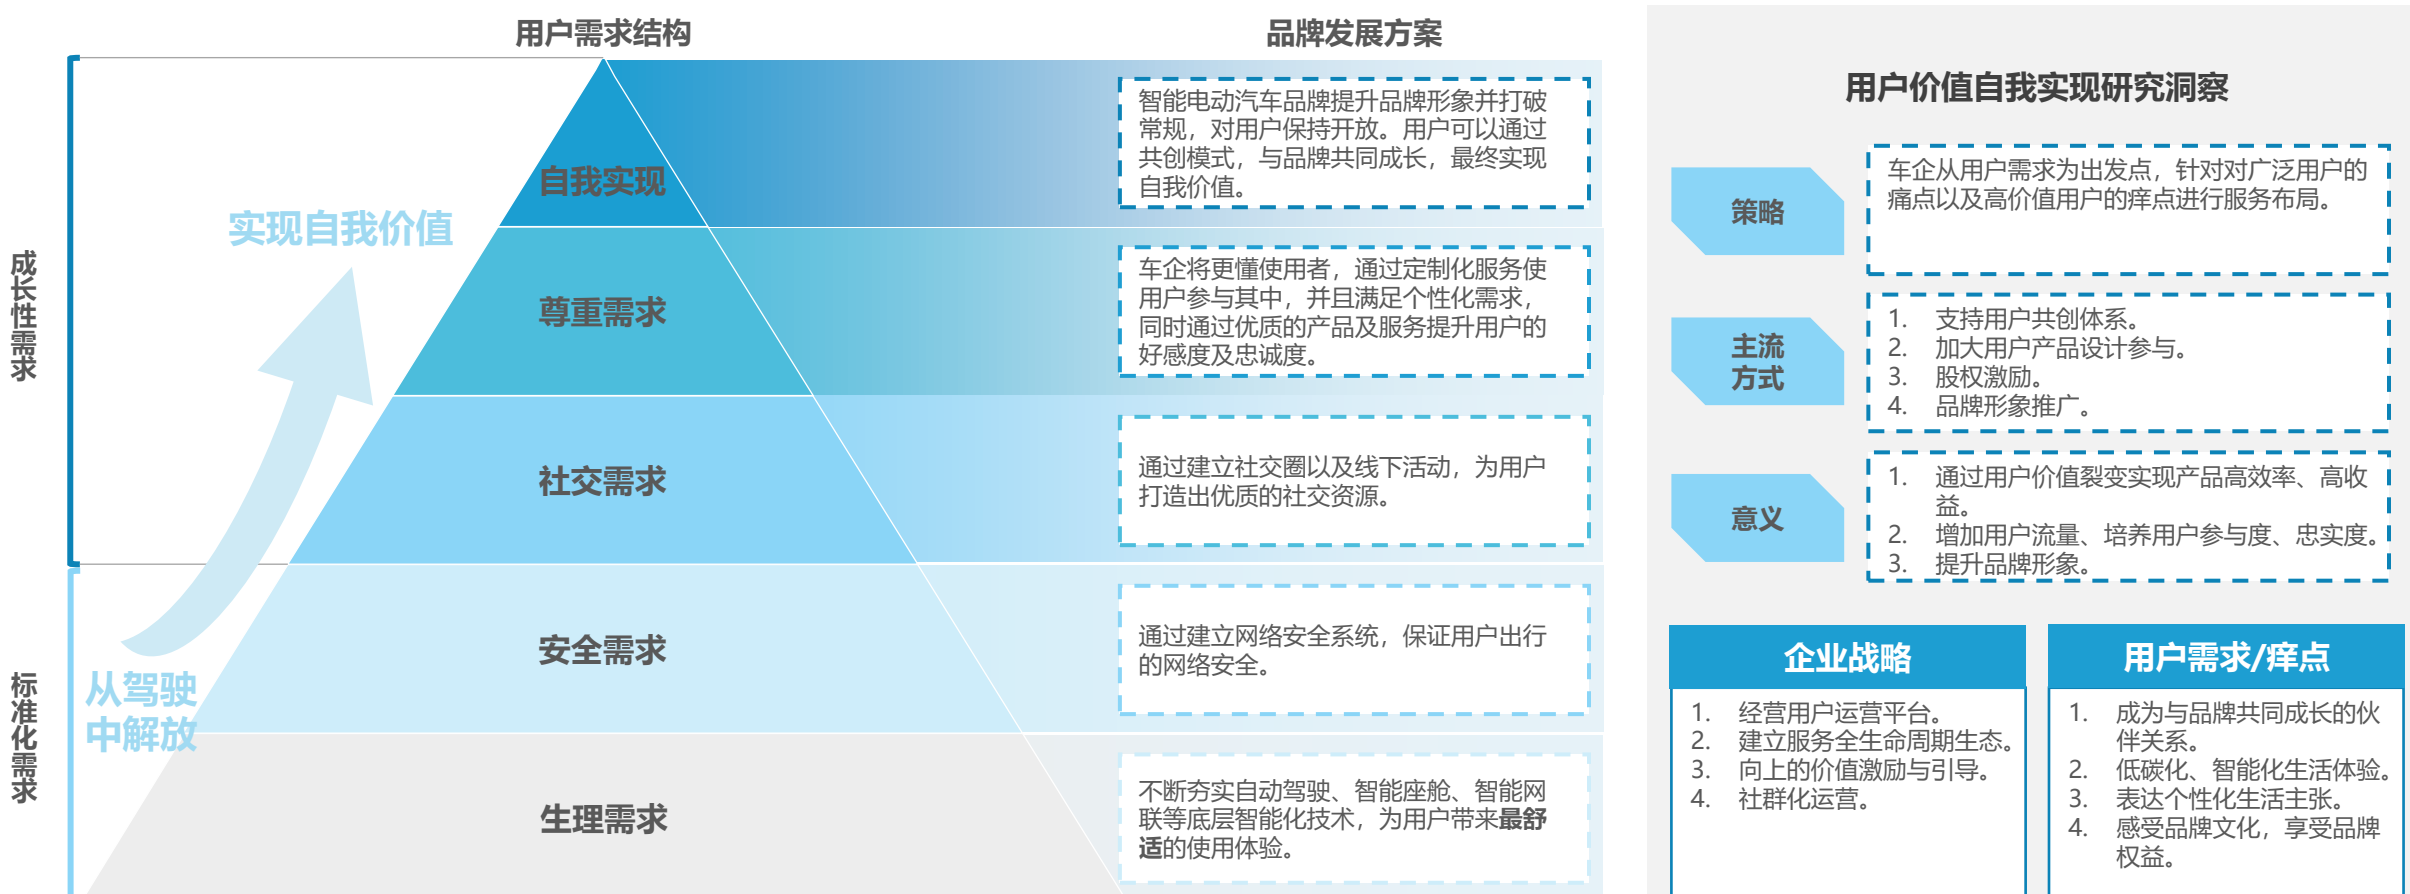 用户需求结构
品牌发展方案
成长性需求
标准化需求
实现自我价值
从驾驶
中解放
自我实现
智能电动汽车品牌提升品牌形象并打破
常规，对用户保持开放。用户可以通过
共创模式，与品牌共同成长，最终实现
自我价值。
尊重需求
车企将更懂使用者，通过定制化服务使
用户参与其中，并且满足个性化需求，
同时通过优质的产品及服务提升用户的
好感度及忠诚度。
社交需求
通过建立社交圈以及线下活动，为用户
打造出优质的社交资源。
安全需求
通过建立网络安全系统，保证用户出行
的网络安全。
生理需求
不断夯实自动驾驶、智能座舱、智能网
联等底层智能化技术，为用户带来最舒
适的使用体验。
用户价值自我实现研究洞察
策略
车企从用户需求为出发点，针对对广泛用户的
痛点以及高价值用户的痒点进行服务布局。
主流
方式
1. 支持用户共创体系。
2. 加大用户产品设计参与。
3. 股权激励。
4. 品牌形象推广。
意义
1. 通过用户价值裂变实现产品高效率、高收
益。
2. 增加用户流量、培养用户参与度、忠实度。
3. 提升品牌形象。
企业战略
1. 经营用户运营平台。
2. 建立服务全生命周期生态。
3. 向上的价值激励与引导。
4. 社群化运营。
用户需求/痒点
1. 成为与品牌共同成长的伙
伴关系。
2. 低碳化、智能化生活体验。
3. 表达个性化生活主张。
4. 感受品牌文化，享受品牌
权益。